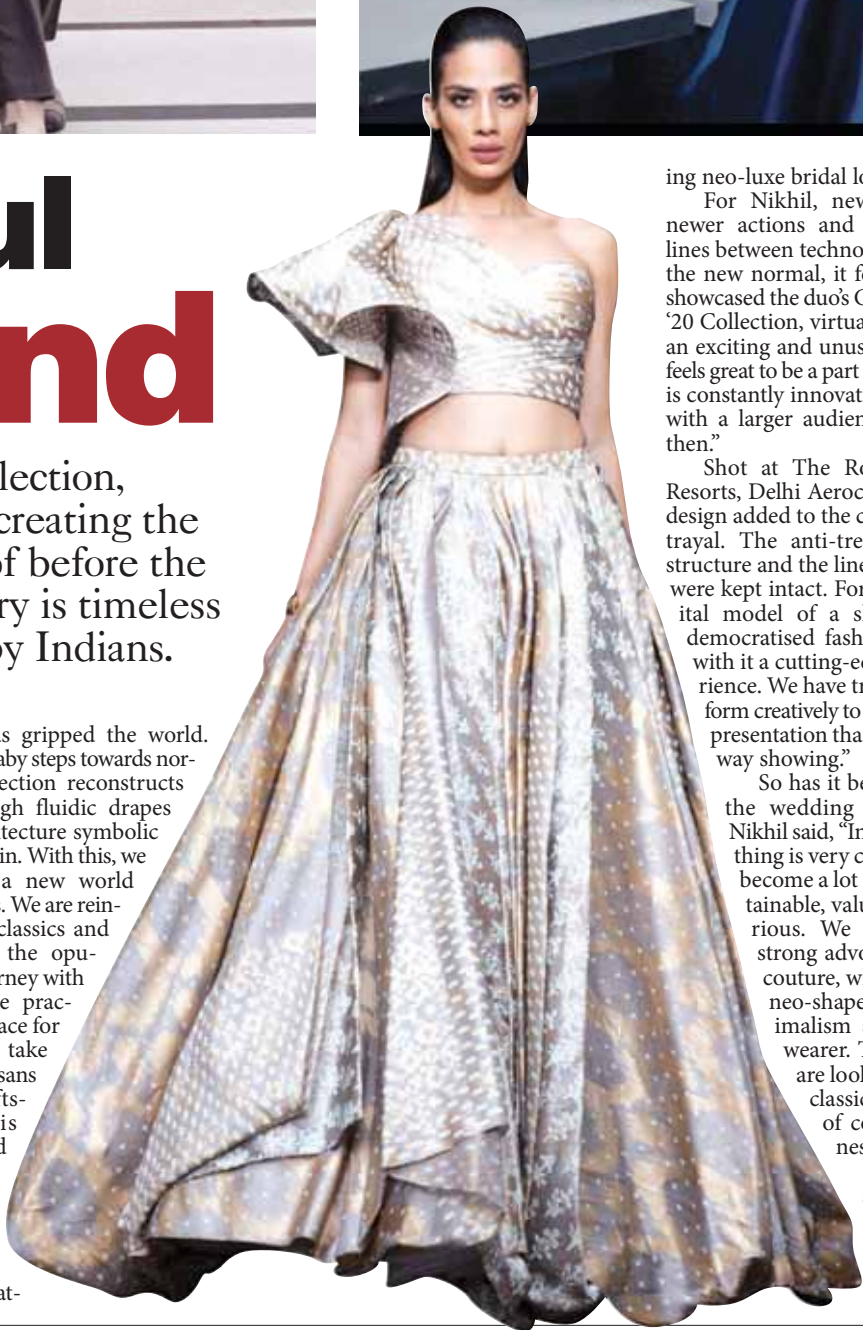 ul
nd
lection,
creating the
of before the
ry is timeless
by Indians.
as gripped the world.
aby steps towards nor-
ection reconstructs
gh fluidic drapes
itecture symbolic
in. With this, we
a new world
s. We are rein-
classics and
the opu-
rney with
e prac-
ace for
take
sans
fts-
is
d
at-
ing neo-luxe bridal lo
For Nikhil, new
newer actions and
lines between techno
the new normal, it fe
showcased the duo's C
‘20 Collection, virtua
an exciting and unus
feels great to be a part
is constantly innovat
with a larger audien
then.”
Shot at The Ro
Resorts, Delhi Aeroc
design added to the c
trayal. The anti-tre
structure and the line
were kept intact. For
ital model of a s
democratised fash
with it a cutting-e
rience. We have tr
form creatively to
presentation tha
way showing.”
So has it be
the wedding
Nikhil said, “In
thing is very c
become a lot
tainable, valu
rious. We
strong advo
couture, w
neo-shape
imalism
wearer. T
are look
classic
of c
nes